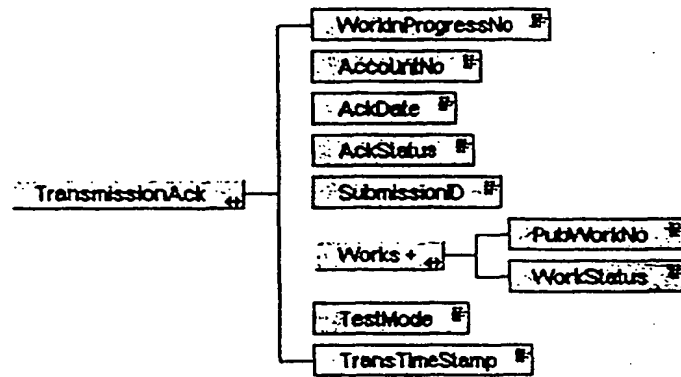 WorkInProgressNo
AccountNo
AckDate
AckStatus
TransmissionAck
SubmissionID
Works +
PubWorkNo
WorkStatus
TestMode
TransTimeStamp